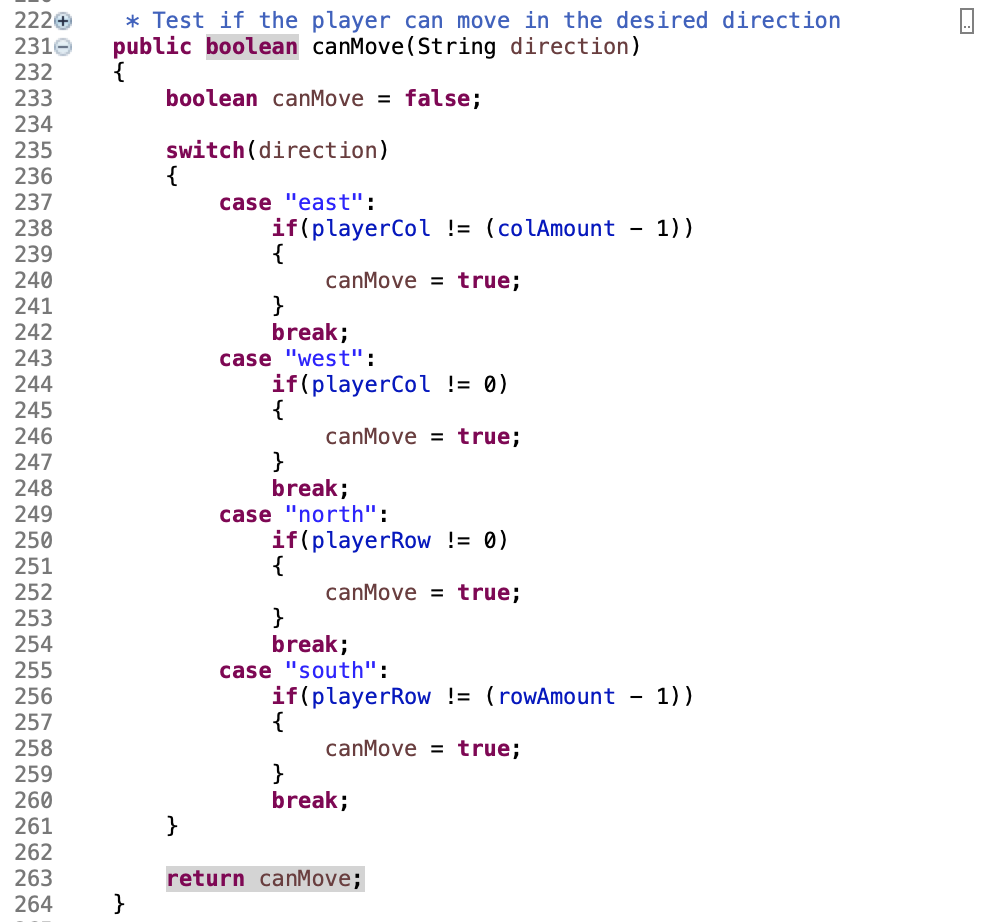 222 * Test if the player can move in the desired direction
231 public boolean canMove(String direction)
232 {
233 boolean canMove = false;
234
235 switch(direction)
236 {
237 case "east":
238 if(playerCol != (colAmount - 1))
239 {
240 canMove = true;
241 }
242 break;
243 case "west":
244 if(playerCol != 0)
245 {
246 canMove = true;
247 }
248 break;
249 case "north":
250 if(playerRow != 0)
251 {
252 canMove = true;
253 }
254 break;
255 case "south":
256 if(playerRow != (rowAmount - 1))
257 {
258 canMove = true;
259 }
260 break;
261 }
262
263 return canMove;
264 }